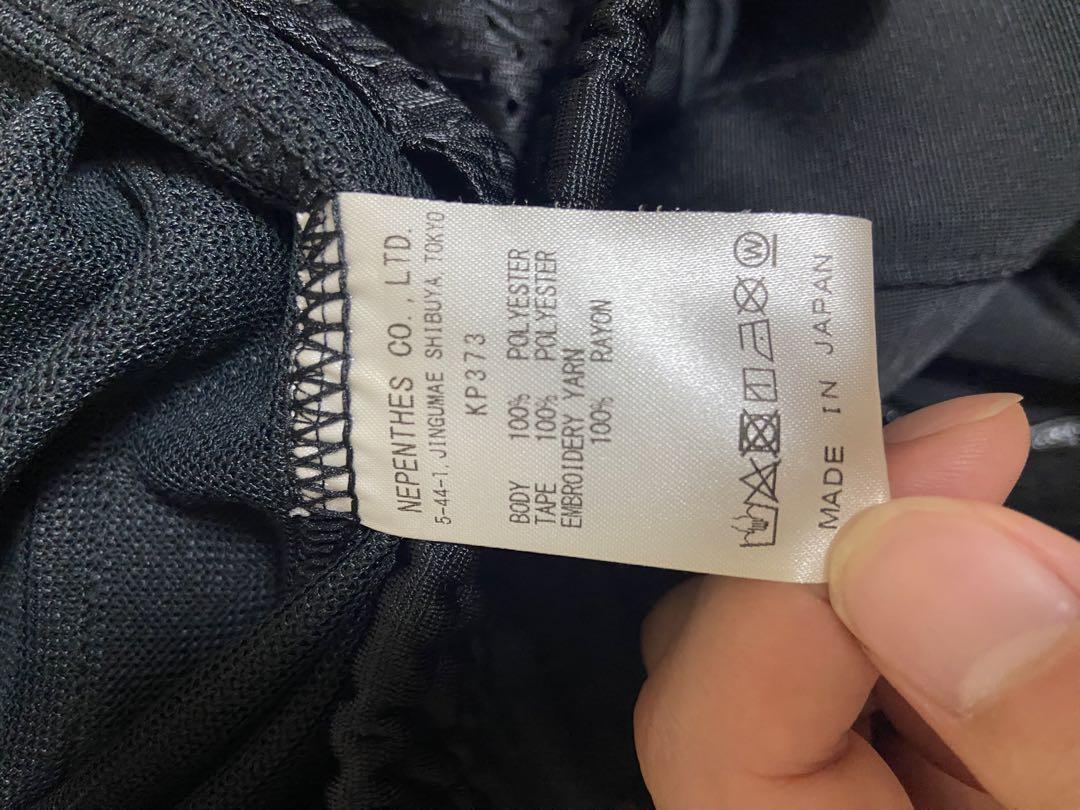 NEPENTHES CO., LTD.
5-44-1, JINGUMAE SHIBUYA TOKYO
KP373
BODY 100% POLYESTER
TAPE 100% POLYESTER
EMBROIDERY YARN
100% RAYON
W
MADE IN JAPAN